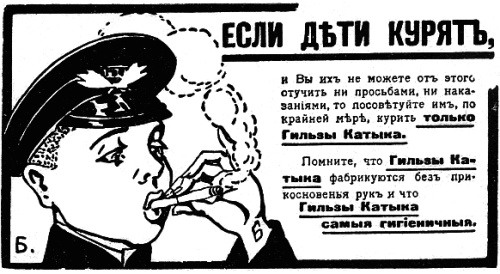 ЕСЛИ ДѢТИ КУРЯТЪ,
и Вы ихъ не можете отъ этого
отучить ни просьбами, ни нака-
заніями, то посовѣтуйте имъ, по
крайней мѣрѣ, курить только
Гильзы Катыка.
Помните, что Гильзы Ка-
тыка фабрикуются безъ при-
косновенья рукъ и что
Гильзы Катыка
самыя гигіеничныя.
Б.